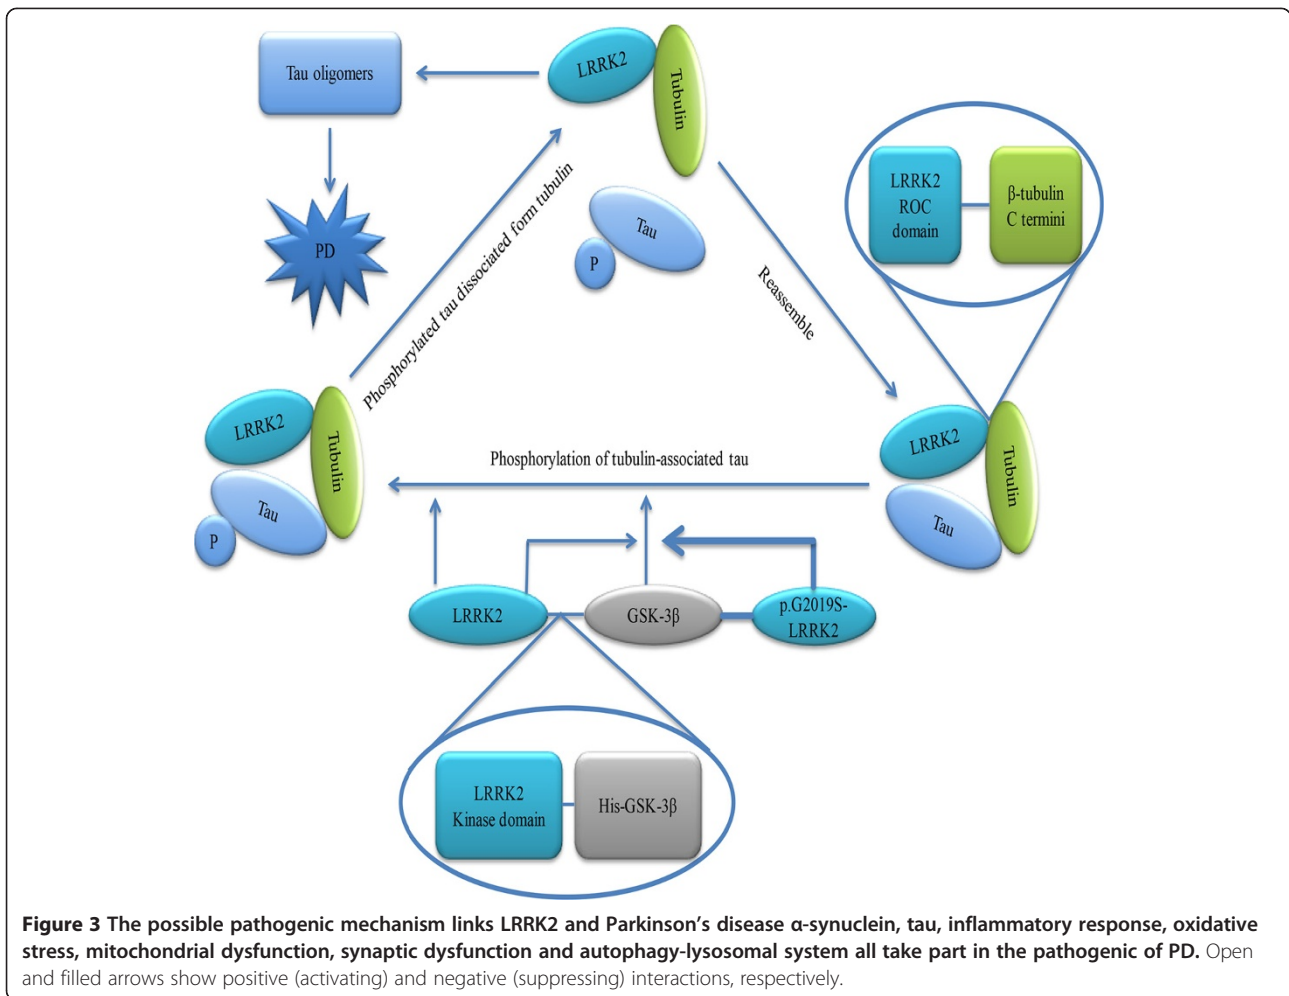 Tau oligomers
LRRK2
Tubulin
Tau
P
PD
LRRK2
ROC
domain
β-tubulin
C termini
Phosphorylated tau dissociated form tubulin
Reassemble
LRRK2
Tubulin
Tau
P
Phosphorylation of tubulin-associated tau
LRRK2
Tubulin
Tau
LRRK2
GSK-3β
p.G2019S-
LRRK2
LRRK2
Kinase domain
His-GSK-3β
Figure 3 The possible pathogenic mechanism links LRRK2 and Parkinson's disease α-synuclein, tau, inflammatory response, oxidative
stress, mitochondrial dysfunction, synaptic dysfunction and autophagy-lysosomal system all take part in the pathogenic of PD. Open
and filled arrows show positive (activating) and negative (suppressing) interactions, respectively.